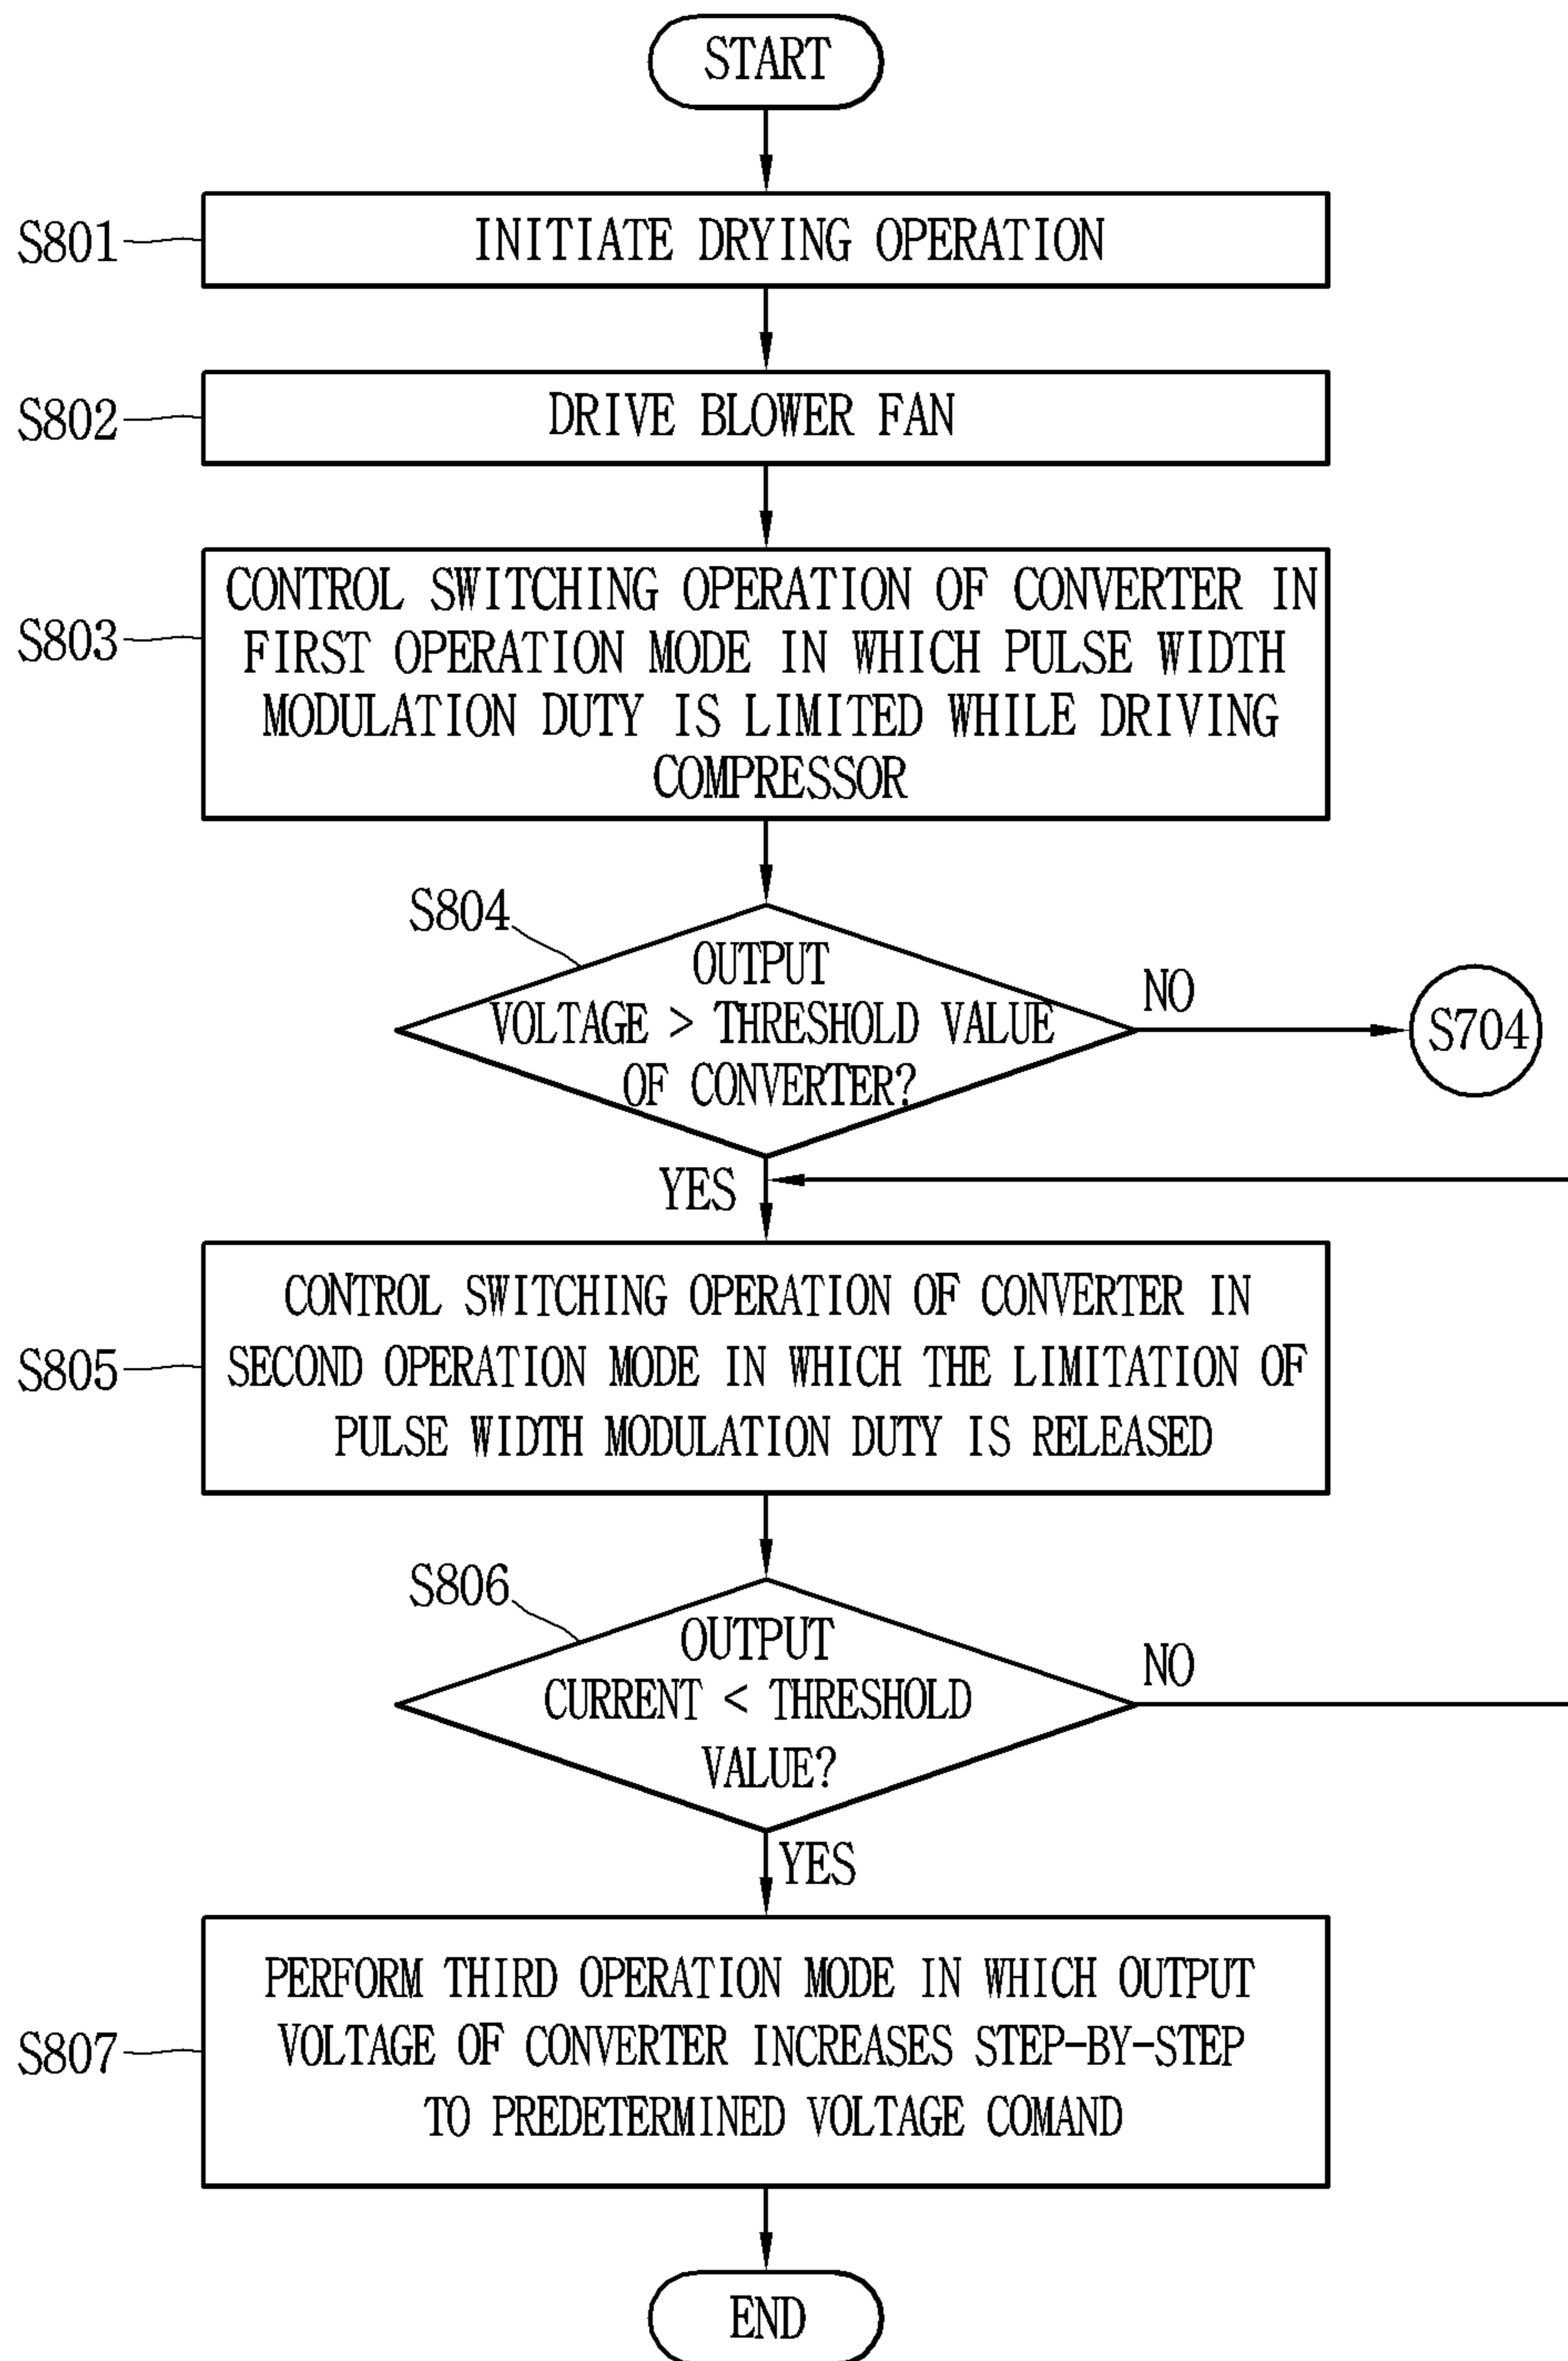 START
S801
INITIATE DRYING OPERATION
S802
DRIVE BLOWER FAN
S803
CONTROL SWITCHING OPERATION OF CONVERTER IN
FIRST OPERATION MODE IN WHICH PULSE WIDTH
MODULATION DUTY IS LIMITED WHILE DRIVING
COMPRESSOR
S804
OUTPUT
VOLTAGE > THRESHOLD VALUE
OF CONVERTER?
NO
S704
YES
S805
CONTROL SWITCHING OPERATION OF CONVERTER IN
SECOND OPERATION MODE IN WHICH THE LIMITATION OF
PULSE WIDTH MODULATION DUTY IS RELEASED
S806
OUTPUT
CURRENT < THRESHOLD
VALUE?
NO
YES
S807
PERFORM THIRD OPERATION MODE IN WHICH OUTPUT
VOLTAGE OF CONVERTER INCREASES STEP-BY-STEP
TO PREDETERMINED VOLTAGE COMAND
END